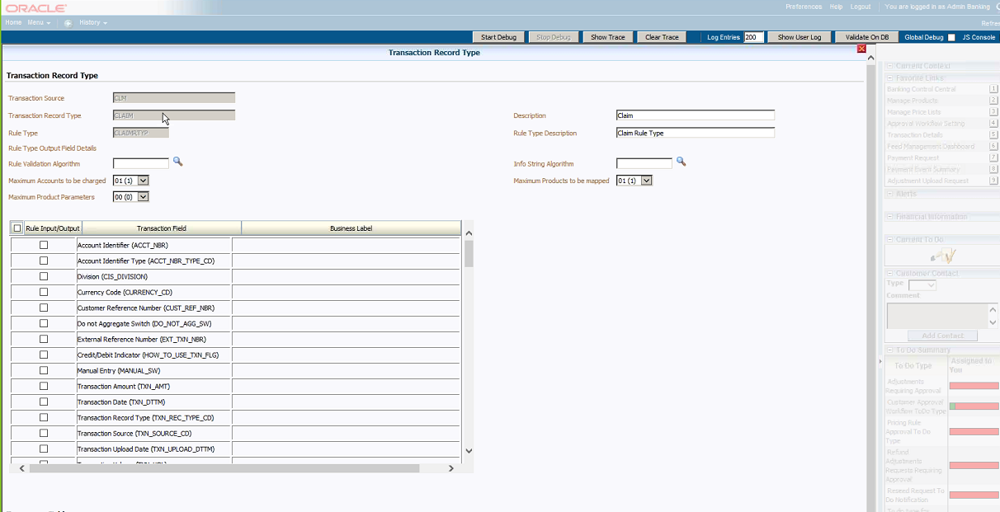 ORACLE
Preferences Help Logout You are logged in as Admin Banking
Home Menu History
Start Debug Stop Debug Show Trace Clear Trace Log Entries 200 Show User Log Validate On DB Global Debug JS Console
Transaction Record Type
Transaction Record Type
Transaction Source CLM
Transaction Record Type CLAIM Description Claim
Rule Type CLAIMRTYP Rule Type Description Claim Rule Type
Rule Type Output Field Details
Rule Validation Algorithm Info String Algorithm
Maximum Accounts to be charged 01 (1) Maximum Products to be mapped 01 (1)
Maximum Product Parameters 00 (0)
Rule Input/Output Transaction Field Business Label
Account Identifier (ACCT_NBR)
Account Identifier Type (ACCT_NBR_TYPE_CD)
Division (CIS_DIVISION)
Currency Code (CURRENCY_CD)
Customer Reference Number (CUST_REF_NBR)
Do not Aggregate Switch (DO_NOT_AGG_SW)
External Reference Number (EXT_TXN_NBR)
Credit/Debit Indicator (HOW_TO_USE_TXN_FLG)
Manual Entry (MANUAL_SW)
Transaction Amount (TXN_AMT)
Transaction Date (TXN_DTTM)
Transaction Record Type (TXN_REC_TYPE_CD)
Transaction Source (TXN_SOURCE_CD)
Transaction Upload Date (TXN_UPLOAD_DTTM)
Current Context
Favorite Links
Banking Control Central 1
Manage Products 2
Manage Price Lists 3
Approval Workflow Setting 4
Transaction Details 5
Feed Management Dashboard 6
Payment Request 7
Payment Event Summary 8
Adjustment Upload Request 9
Alerts
Financial Information
Current To Do
Customer Contact
Type
Comment
Add Contact
To Do Summary
To Do Type Assigned to You
Adjustments
Requiring Approval
Customer Approval
Workflow ToDo Type
Pricing Rule
Approval To Do
Type
Refund
Adjustments
Requests Requiring
Approval
Reseed Request To
Do Notification